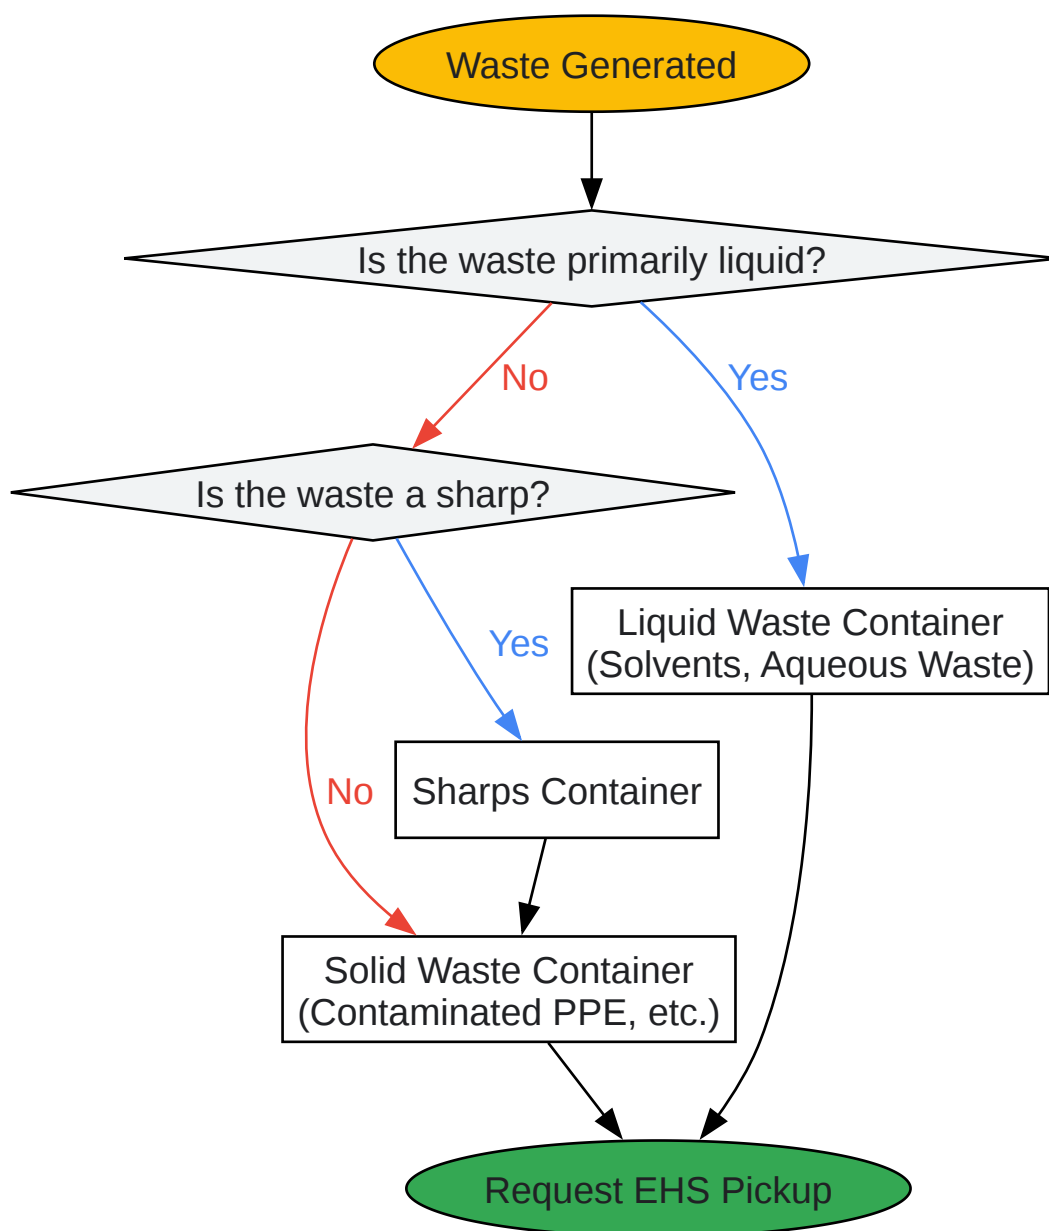 Waste Generated
Is the waste primarily liquid?
No
Yes
Is the waste a sharp?
Yes
Liquid Waste Container
(Solvents, Aqueous Waste)
No
Sharps Container
Solid Waste Container
(Contaminated PPE, etc.)
Request EHS Pickup